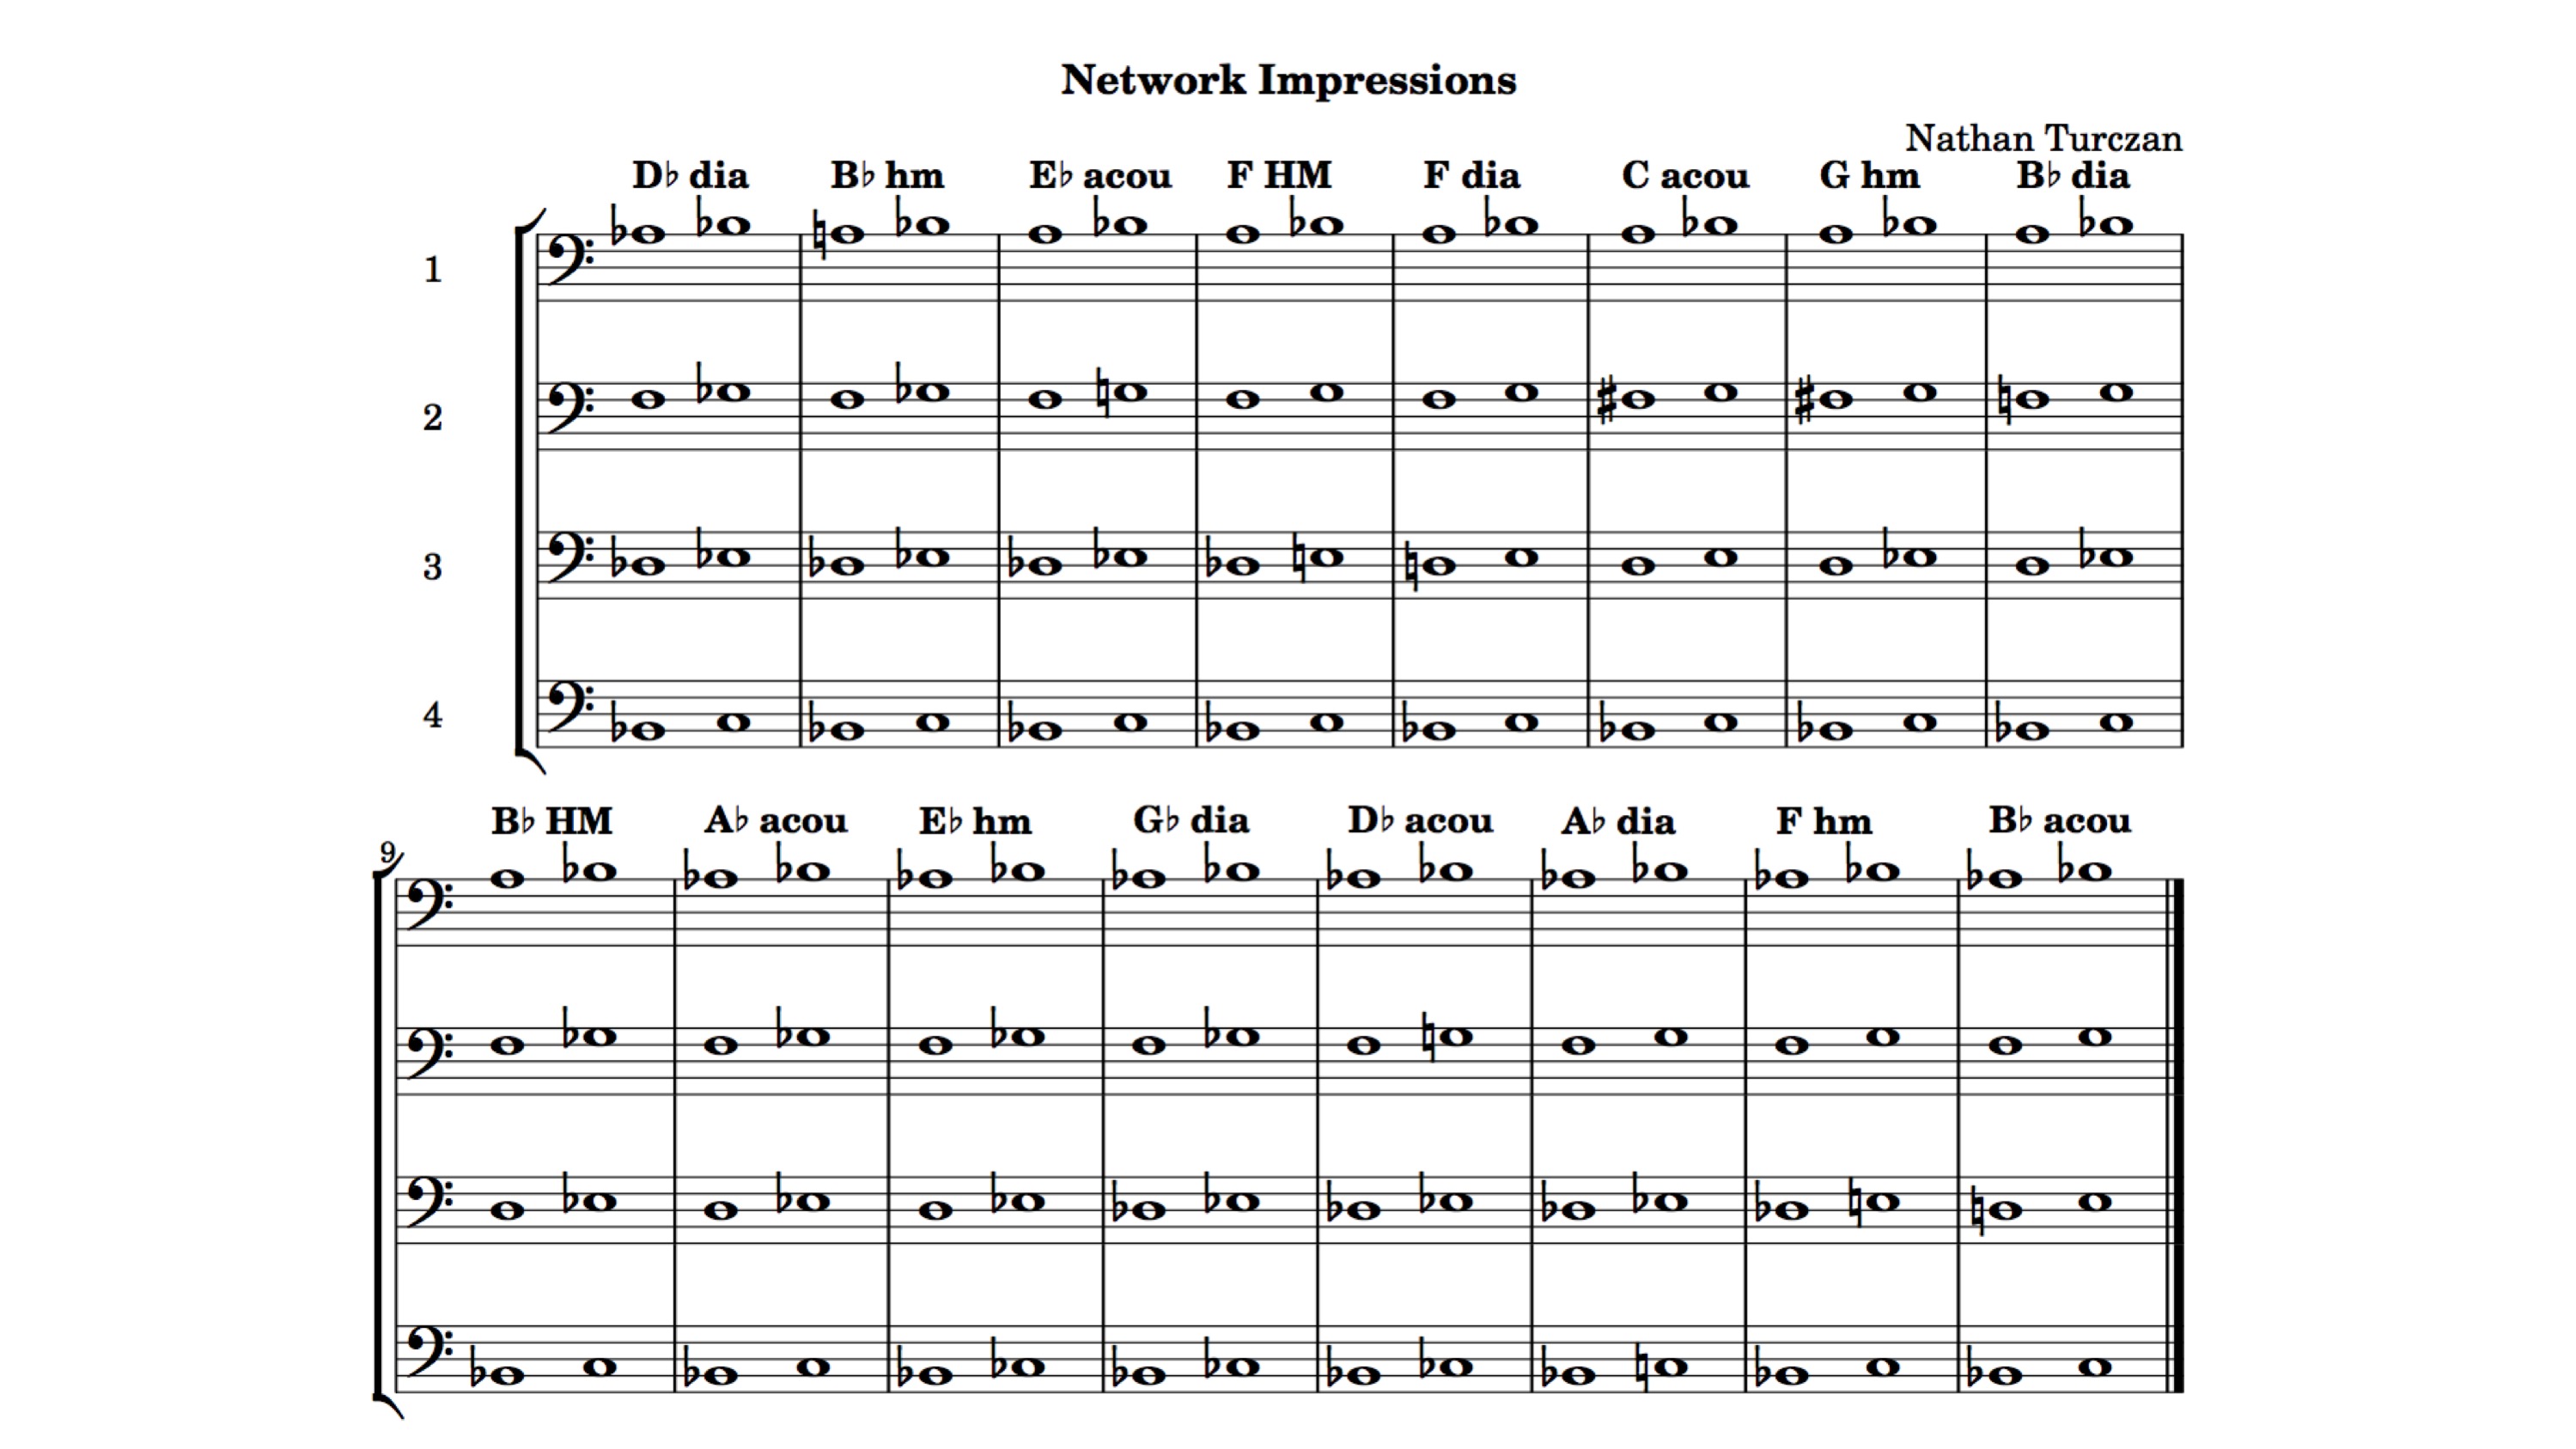 Network Impressions
Nathan Turczan
D♭ dia B♭ hm E♭ acou F HM F dia C acou G hm B♭ dia
1
2
3
4
B♭ HM A♭ acou E♭ hm G♭ dia D♭ acou A♭ dia F hm B♭ acou
9